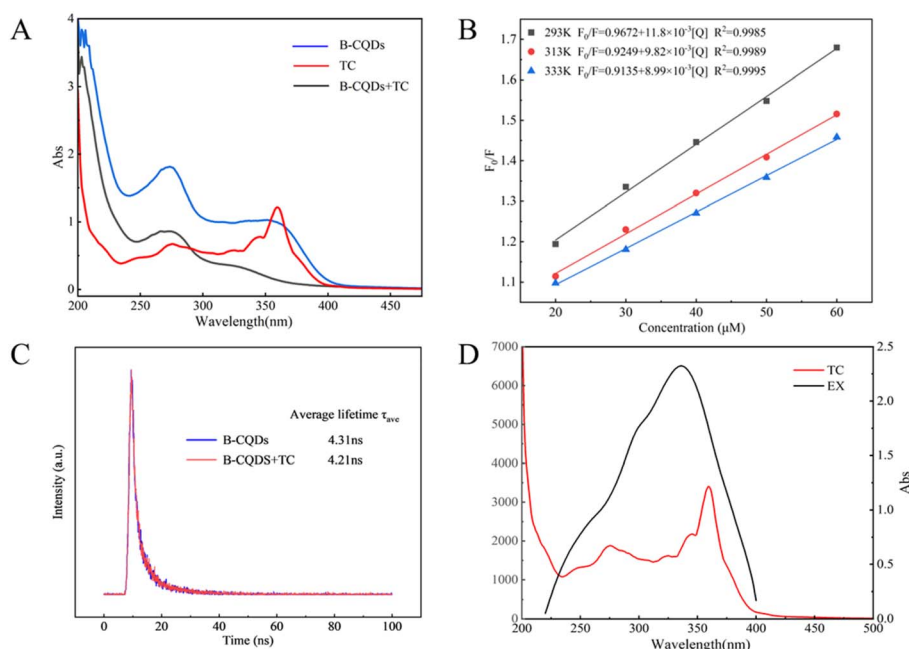 A
B-CQDs
TC
B-CQDs+TC
Abs
4
3
2
1
0
200
250
300
350
400
450
Wavelength(nm)
B
293K F0/F=0.9672+11.8×10-3[Q] R2=0.9985
313K F0/F=0.9249+9.82×10-3[Q] R2=0.9989
333K F0/F=0.9135+8.99×10-3[Q] R2=0.9995
F0/F
1.7
1.6
1.5
1.4
1.3
1.2
1.1
20
30
40
50
60
Concentration (μM)
C
Average lifetime τave
B-CQDs 4.31ns
B-CQDS+TC 4.21ns
Intensity (a.u.)
0
20
40
60
80
100
Time (ns)
D
TC
EX
7000
6000
5000
4000
3000
2000
1000
0
2.5
2.0
1.5
1.0
0.5
0.0
Abs
200
250
300
350
400
450
500
Wavelength(nm)